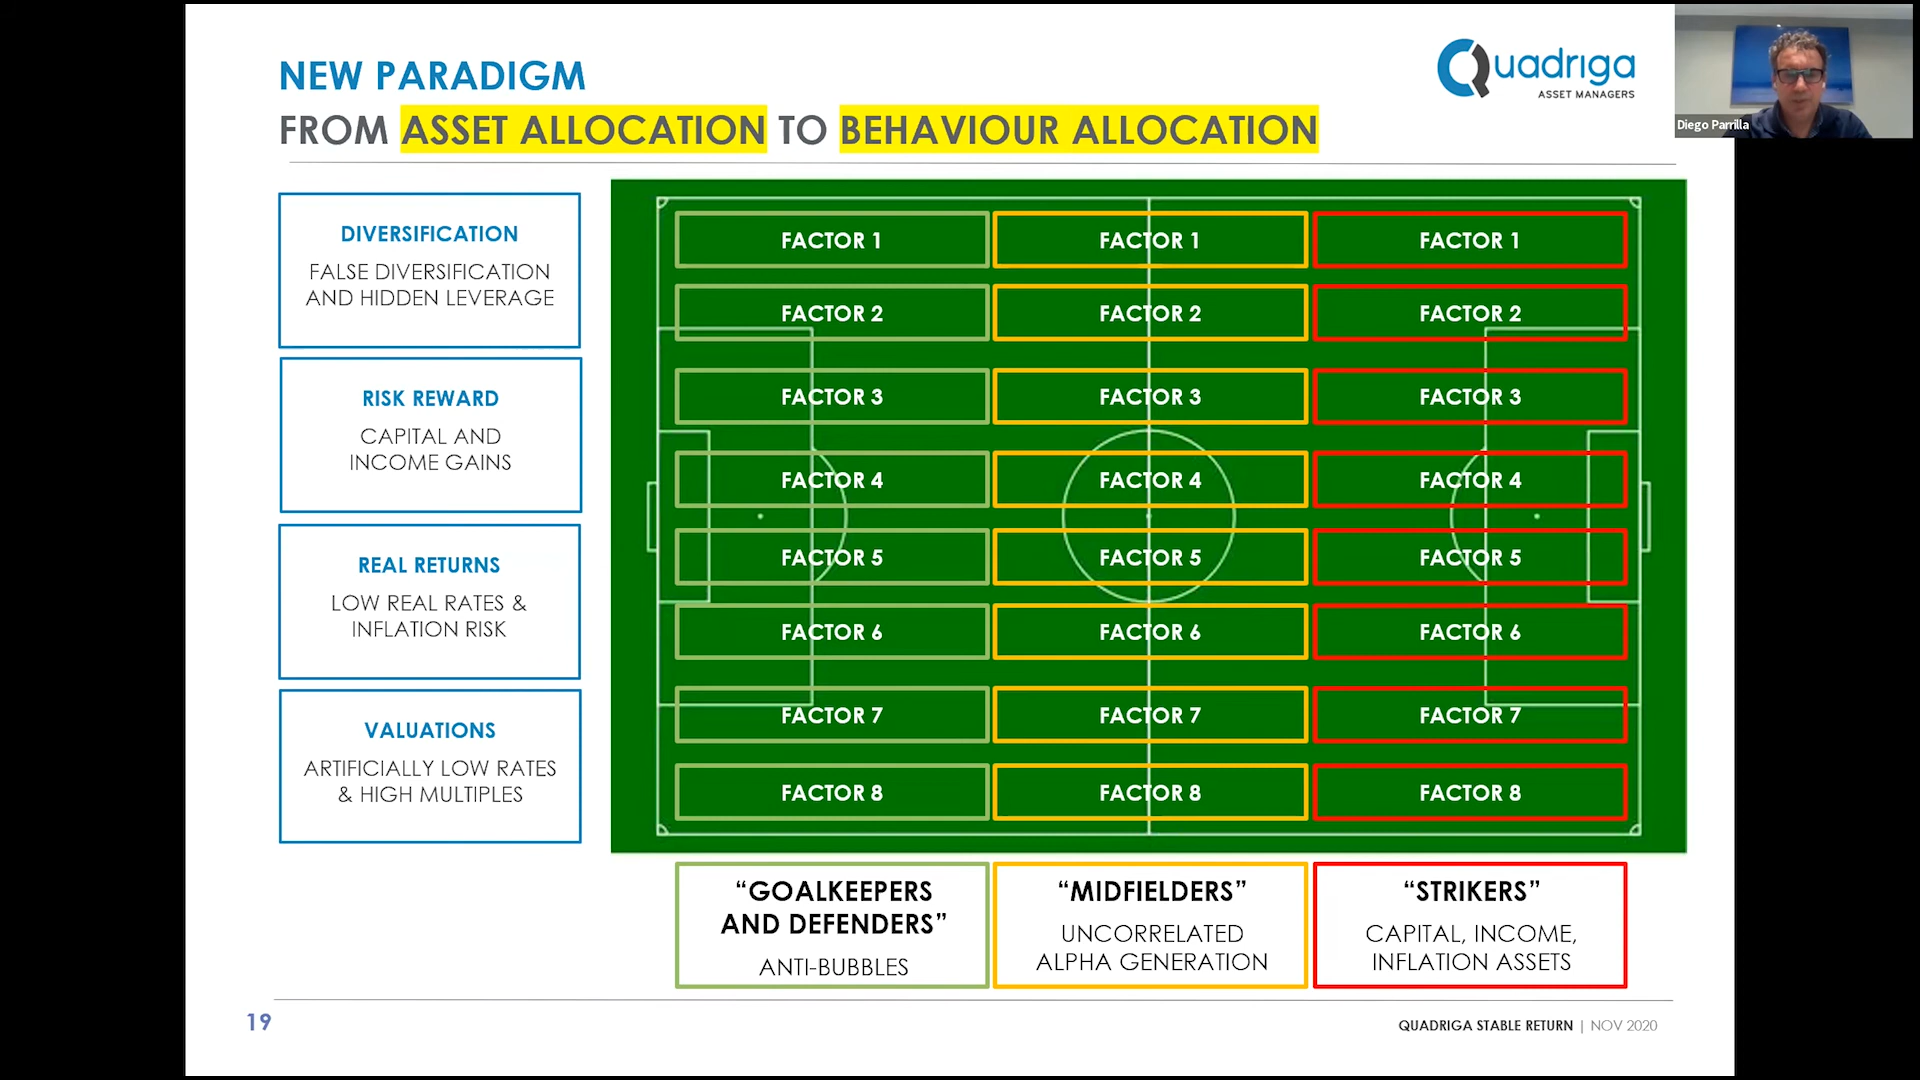 NEW PARADIGM
FROM ASSET ALLOCATION TO BEHAVIOUR ALLOCATION
Quadriga
ASSET MANAGERS
Diego Parrilla
DIVERSIFICATION
FALSE DIVERSIFICATION
AND HIDDEN LEVERAGE
RISK REWARD
CAPITAL AND
INCOME GAINS
REAL RETURNS
LOW REAL RATES &
INFLATION RISK
VALUATIONS
ARTIFICIALLY LOW RATES
& HIGH MULTIPLES
FACTOR 1 FACTOR 1 FACTOR 1
FACTOR 2 FACTOR 2 FACTOR 2
FACTOR 3 FACTOR 3 FACTOR 3
FACTOR 4 FACTOR 4 FACTOR 4
FACTOR 5 FACTOR 5 FACTOR 5
FACTOR 6 FACTOR 6 FACTOR 6
FACTOR 7 FACTOR 7 FACTOR 7
FACTOR 8 FACTOR 8 FACTOR 8
“GOALKEEPERS
AND DEFENDERS”
ANTI-BUBBLES
“MIDFIELDERS”
UNCORRELATED
ALPHA GENERATION
“STRIKERS”
CAPITAL, INCOME,
INFLATION ASSETS
19
QUADRIGA STABLE RETURN | NOV 2020